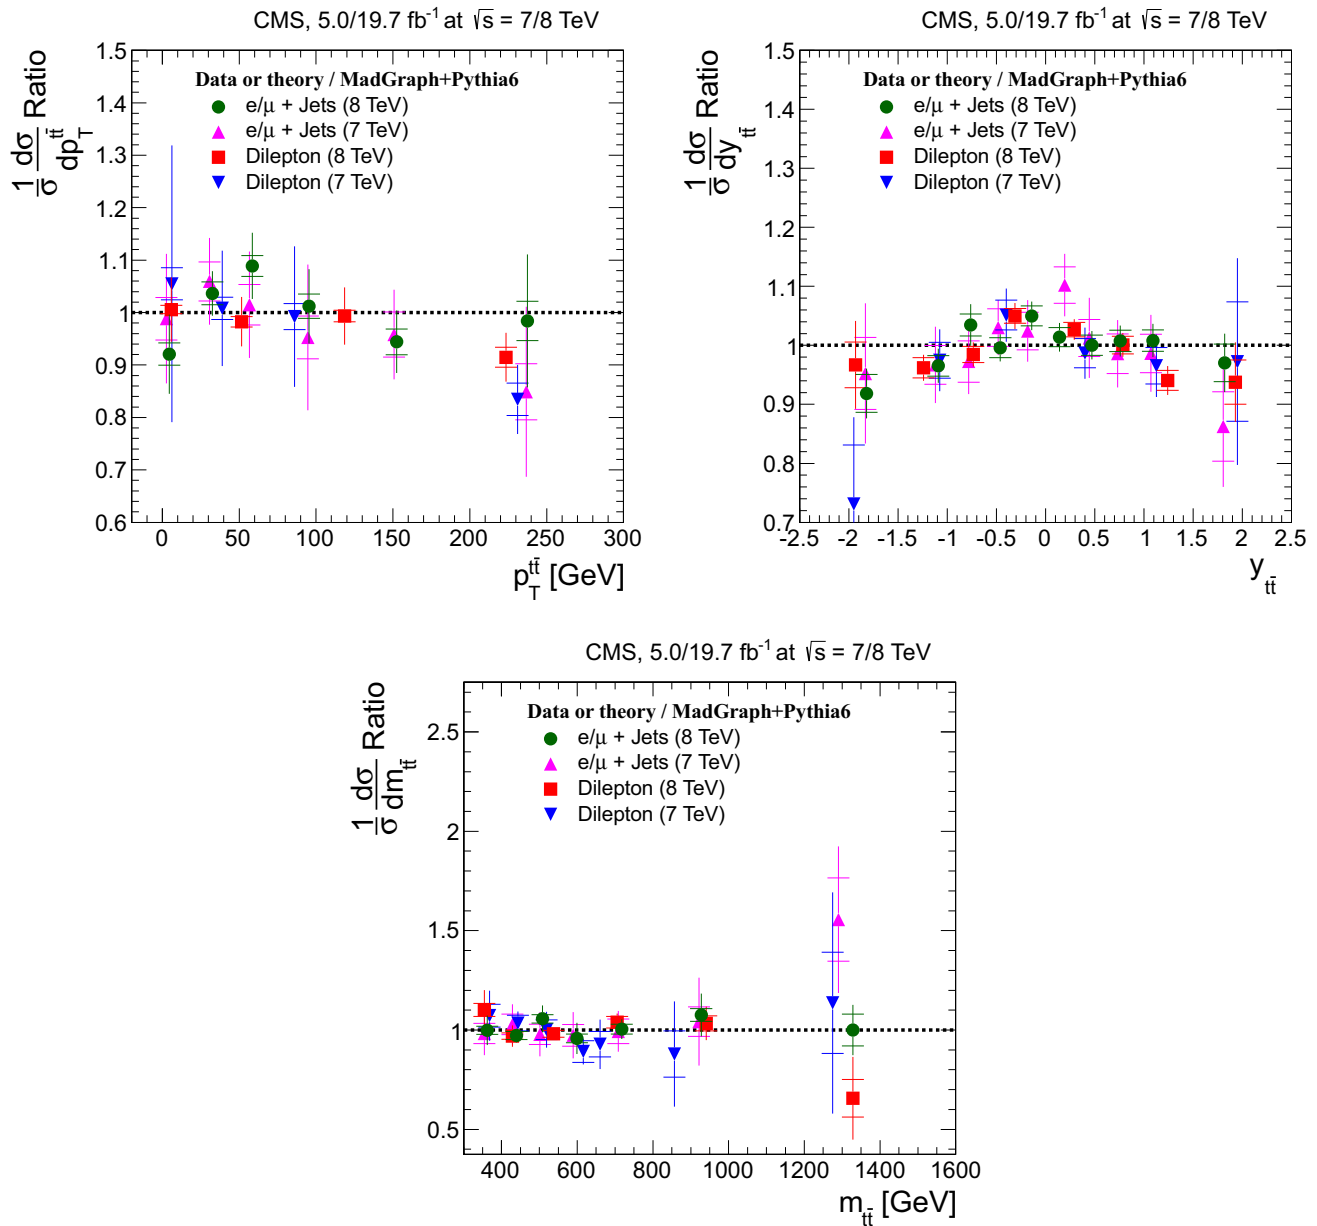 CMS, 5.0/19.7 fb⁻¹ at √s = 7/8 TeV
1/σ dσ/dp_T^{tt̄} Ratio
Data or theory / MadGraph+Pythia6
e/μ + Jets (8 TeV)
e/μ + Jets (7 TeV)
Dilepton (8 TeV)
Dilepton (7 TeV)
1.5
1.4
1.3
1.2
1.1
1
0.9
0.8
0.7
0.6
0 50 100 150 200 250 300
p_T^{tt̄} [GeV]
CMS, 5.0/19.7 fb⁻¹ at √s = 7/8 TeV
1/σ dσ/dy_{tt̄} Ratio
Data or theory / MadGraph+Pythia6
e/μ + Jets (8 TeV)
e/μ + Jets (7 TeV)
Dilepton (8 TeV)
Dilepton (7 TeV)
1.5
1.4
1.3
1.2
1.1
1
0.9
0.8
0.7
-2.5 -2 -1.5 -1 -0.5 0 0.5 1 1.5 2 2.5
y_{tt̄}
CMS, 5.0/19.7 fb⁻¹ at √s = 7/8 TeV
1/σ dσ/dm_{tt̄} Ratio
Data or theory / MadGraph+Pythia6
e/μ + Jets (8 TeV)
e/μ + Jets (7 TeV)
Dilepton (8 TeV)
Dilepton (7 TeV)
2.5
2
1.5
1
0.5
400 600 800 1000 1200 1400 1600
m_{tt̄} [GeV]